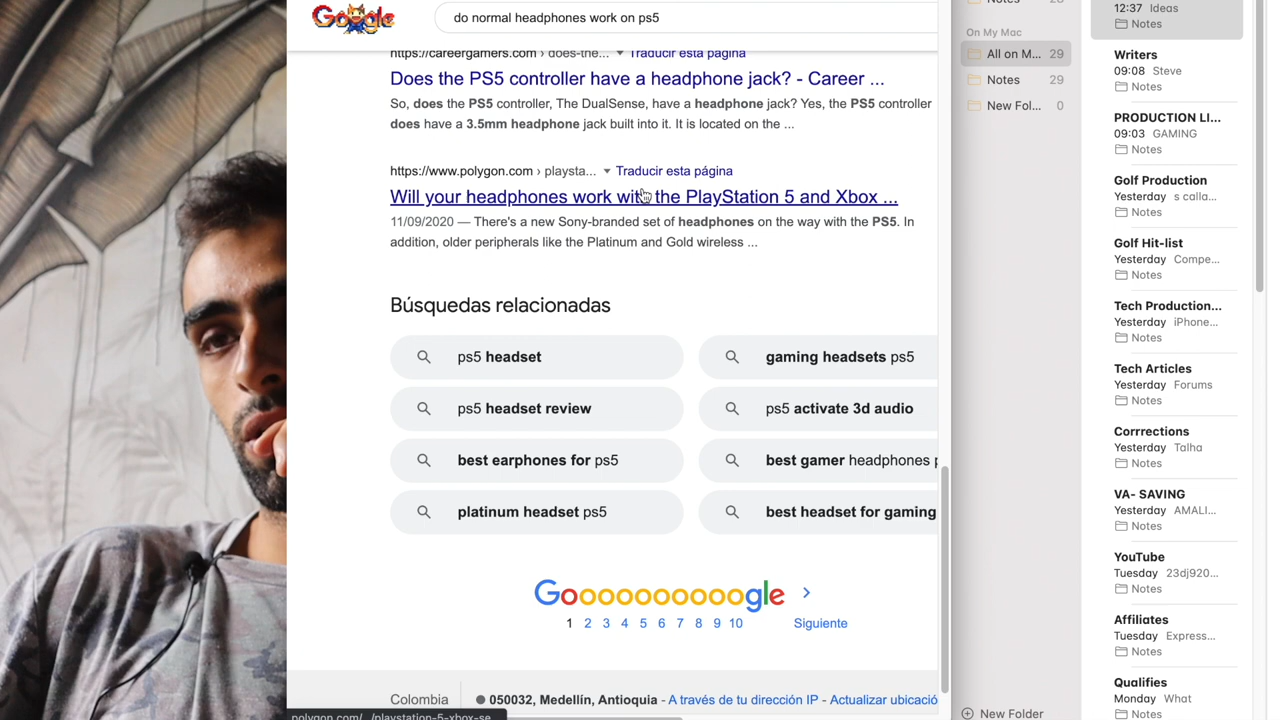 Google
do normal headphones work on ps5
https://careergamers.com › does-the... Traducir esta página
Does the PS5 controller have a headphone jack? - Career ...
So, does the PS5 controller, The DualSense, have a headphone jack? Yes, the PS5 controller
does have a 3.5mm headphone jack built into it. It is located on the ...
https://www.polygon.com › playsta... Traducir esta página
Will your headphones work with the PlayStation 5 and Xbox ...
11/09/2020 — There's a new Sony-branded set of headphones on the way with the PS5. In
addition, older peripherals like the Platinum and Gold wireless ...
Búsquedas relacionadas
ps5 headset
gaming headsets ps5
ps5 headset review
ps5 activate 3d audio
best earphones for ps5
best gamer headphones p
platinum headset ps5
best headset for gaming
Goooooooooogle >
1 2 3 4 5 6 7 8 9 10 Siguiente
Colombia
050032, Medellín, Antioquia - A través de tu dirección IP - Actualizar ubicació
polygon.com/.../playstation-5-xbox-se...
Notes 28
On My Mac
All on M... 29
Notes 29
New Fol... 0
New Folder
12:37 Ideas
Notes
Writers
09:08 Steve
Notes
PRODUCTION LI...
09:03 GAMING
Notes
Golf Production
Yesterday s calla...
Notes
Golf Hit-list
Yesterday Compe...
Notes
Tech Production...
Yesterday iPhone...
Notes
Tech Articles
Yesterday Forums
Notes
Corrrections
Yesterday Talha
Notes
VA- SAVING
Yesterday AMALI...
Notes
YouTube
Tuesday 23dj920...
Notes
Affiliates
Tuesday Express...
Notes
Qualifies
Monday What
Notes